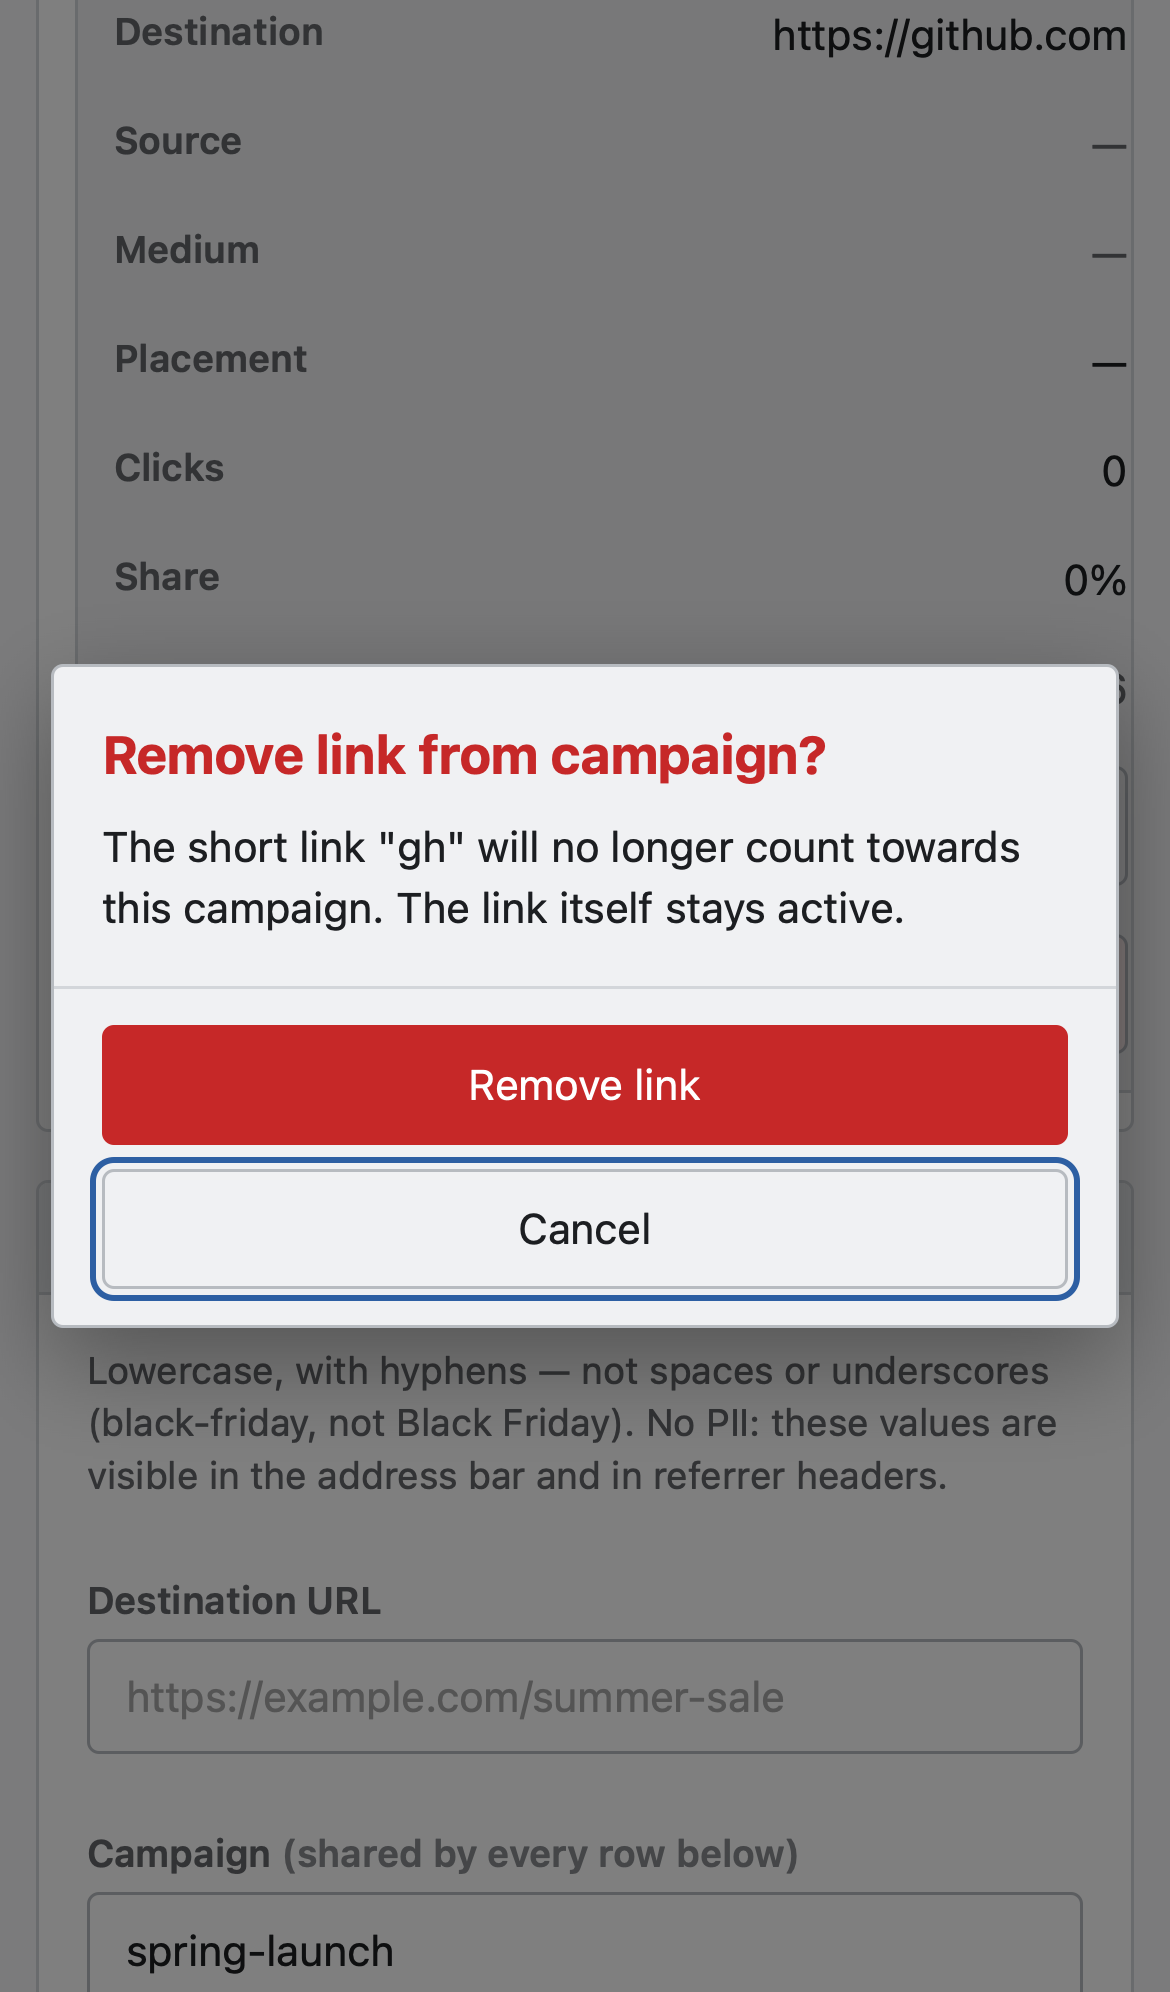 Destination https://github.com
Source —
Medium —
Placement —
Clicks 0
Share 0%
Remove link from campaign?
The short link "gh" will no longer count towards
this campaign. The link itself stays active.
Remove link
Cancel
Lowercase, with hyphens — not spaces or underscores
(black-friday, not Black Friday). No PII: these values are
visible in the address bar and in referrer headers.
Destination URL
https://example.com/summer-sale
Campaign (shared by every row below)
spring-launch